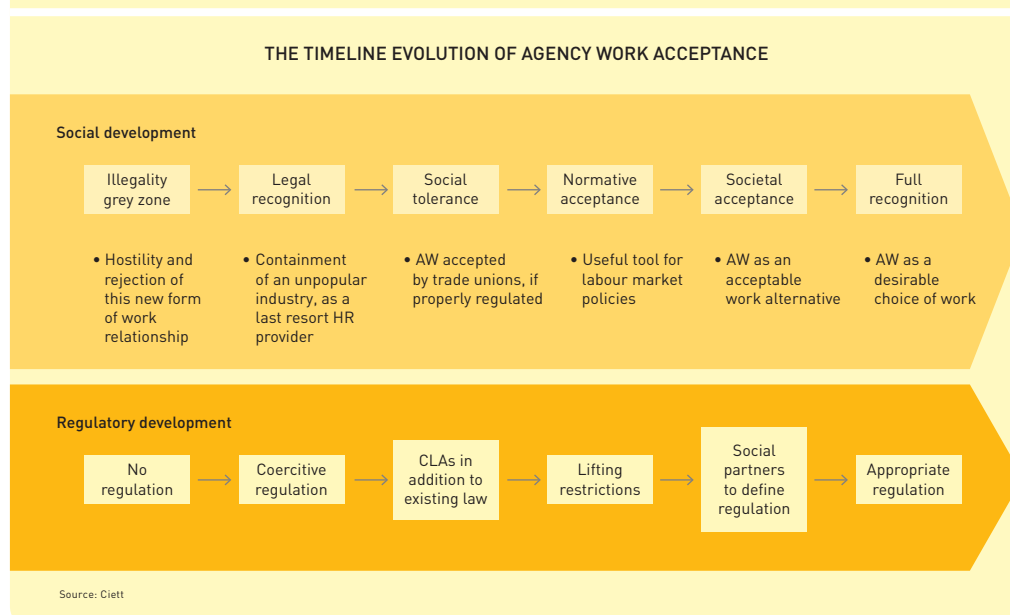 THE TIMELINE EVOLUTION OF AGENCY WORK ACCEPTANCE
Social development
Illegality
grey zone
Legal
recognition
Social
tolerance
Normative
acceptance
Societal
acceptance
Full
recognition
• Hostility and
rejection of
this new form
of work
relationship
• Containment
of an unpopular
industry, as a
last resort HR
provider
• AW accepted
by trade unions, if
properly regulated
• Useful tool for
labour market
policies
• AW as an
acceptable
work alternative
• AW as a
desirable
choice of work
Regulatory development
No
regulation
Coercitive
regulation
CLAs in
addition to
existing law
Lifting
restrictions
Social
partners
to define
regulation
Appropriate
regulation
Source: Ciett